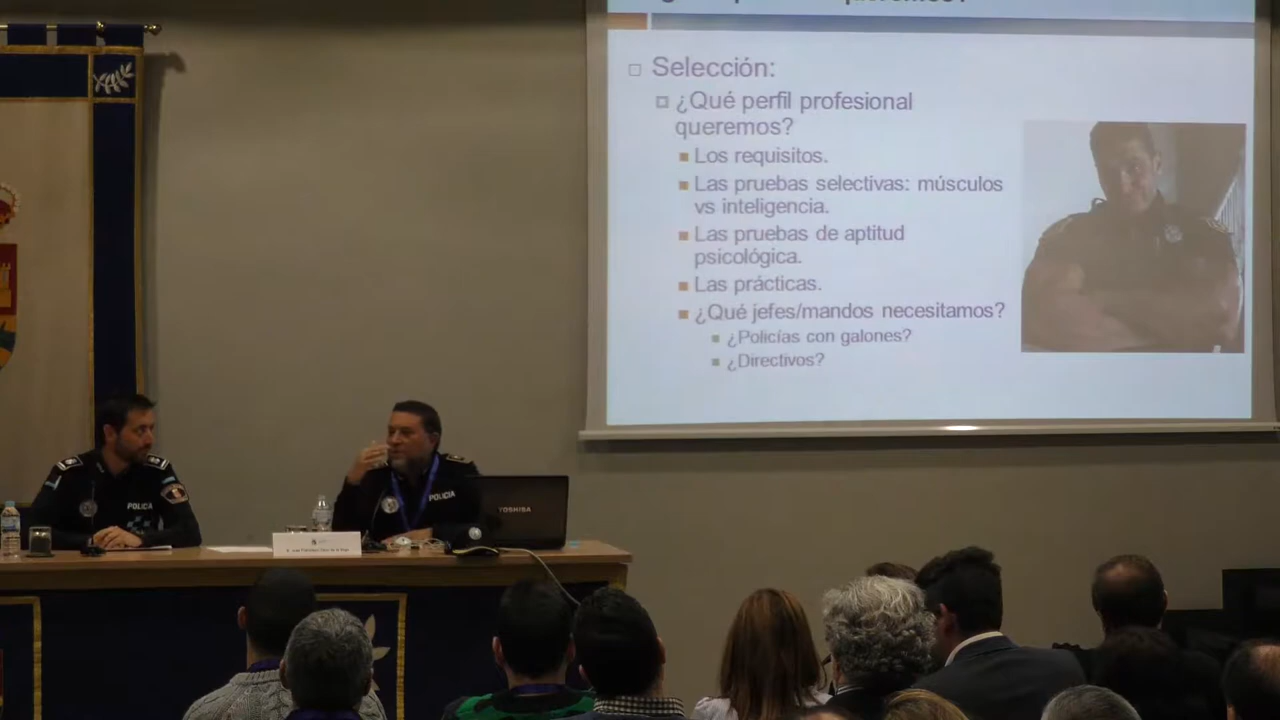 Selección:
¿Qué perfil profesional
queremos?
Los requisitos.
Las pruebas selectivas: músculos
vs inteligencia.
Las pruebas de aptitud
psicológica.
Las prácticas.
¿Qué jefes/mandos necesitamos?
¿Policías con galones?
¿Directivos?
POLICIA
POLICIA
TOSHIBA